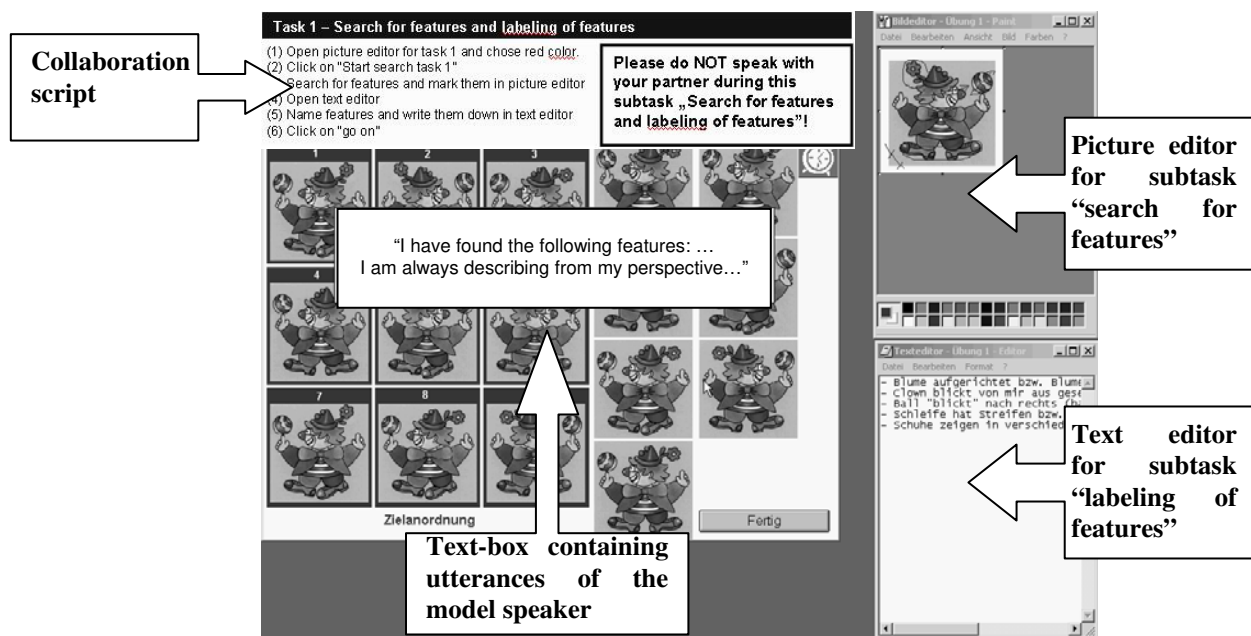 Task 1 – Search for features and labeling of features
(1) Open picture editor for task 1 and chose red color.
(2) Click on "Start search task 1"
Search for features and mark them in picture editor
(4) Open text editor
(5) Name features and write them down in text editor
(6) Click on "go on"
Please do NOT speak with
your partner during this
subtask „Search for features
and labeling of features"!
Collaboration
script
1 2 3
4
7 8
“I have found the following features: …
I am always describing from my perspective…”
Zielanordnung
Fertig
Text-box containing
utterances of the
model speaker
Bildeditor - Übung 1 - Paint
Datei Bearbeiten Ansicht Bild Farben ?
Picture editor
for subtask
“search for
features”
Texteditor - Übung 1 - Editor
Datei Bearbeiten Format ?
- Blume aufgerichtet bzw. Blume
- Clown blickt von mir aus gese
- Ball "blickt" nach rechts (ba
- Schleife hat Streifen bzw.
- Schuhe zeigen in verschied
Text editor
for subtask
“labeling of
features”